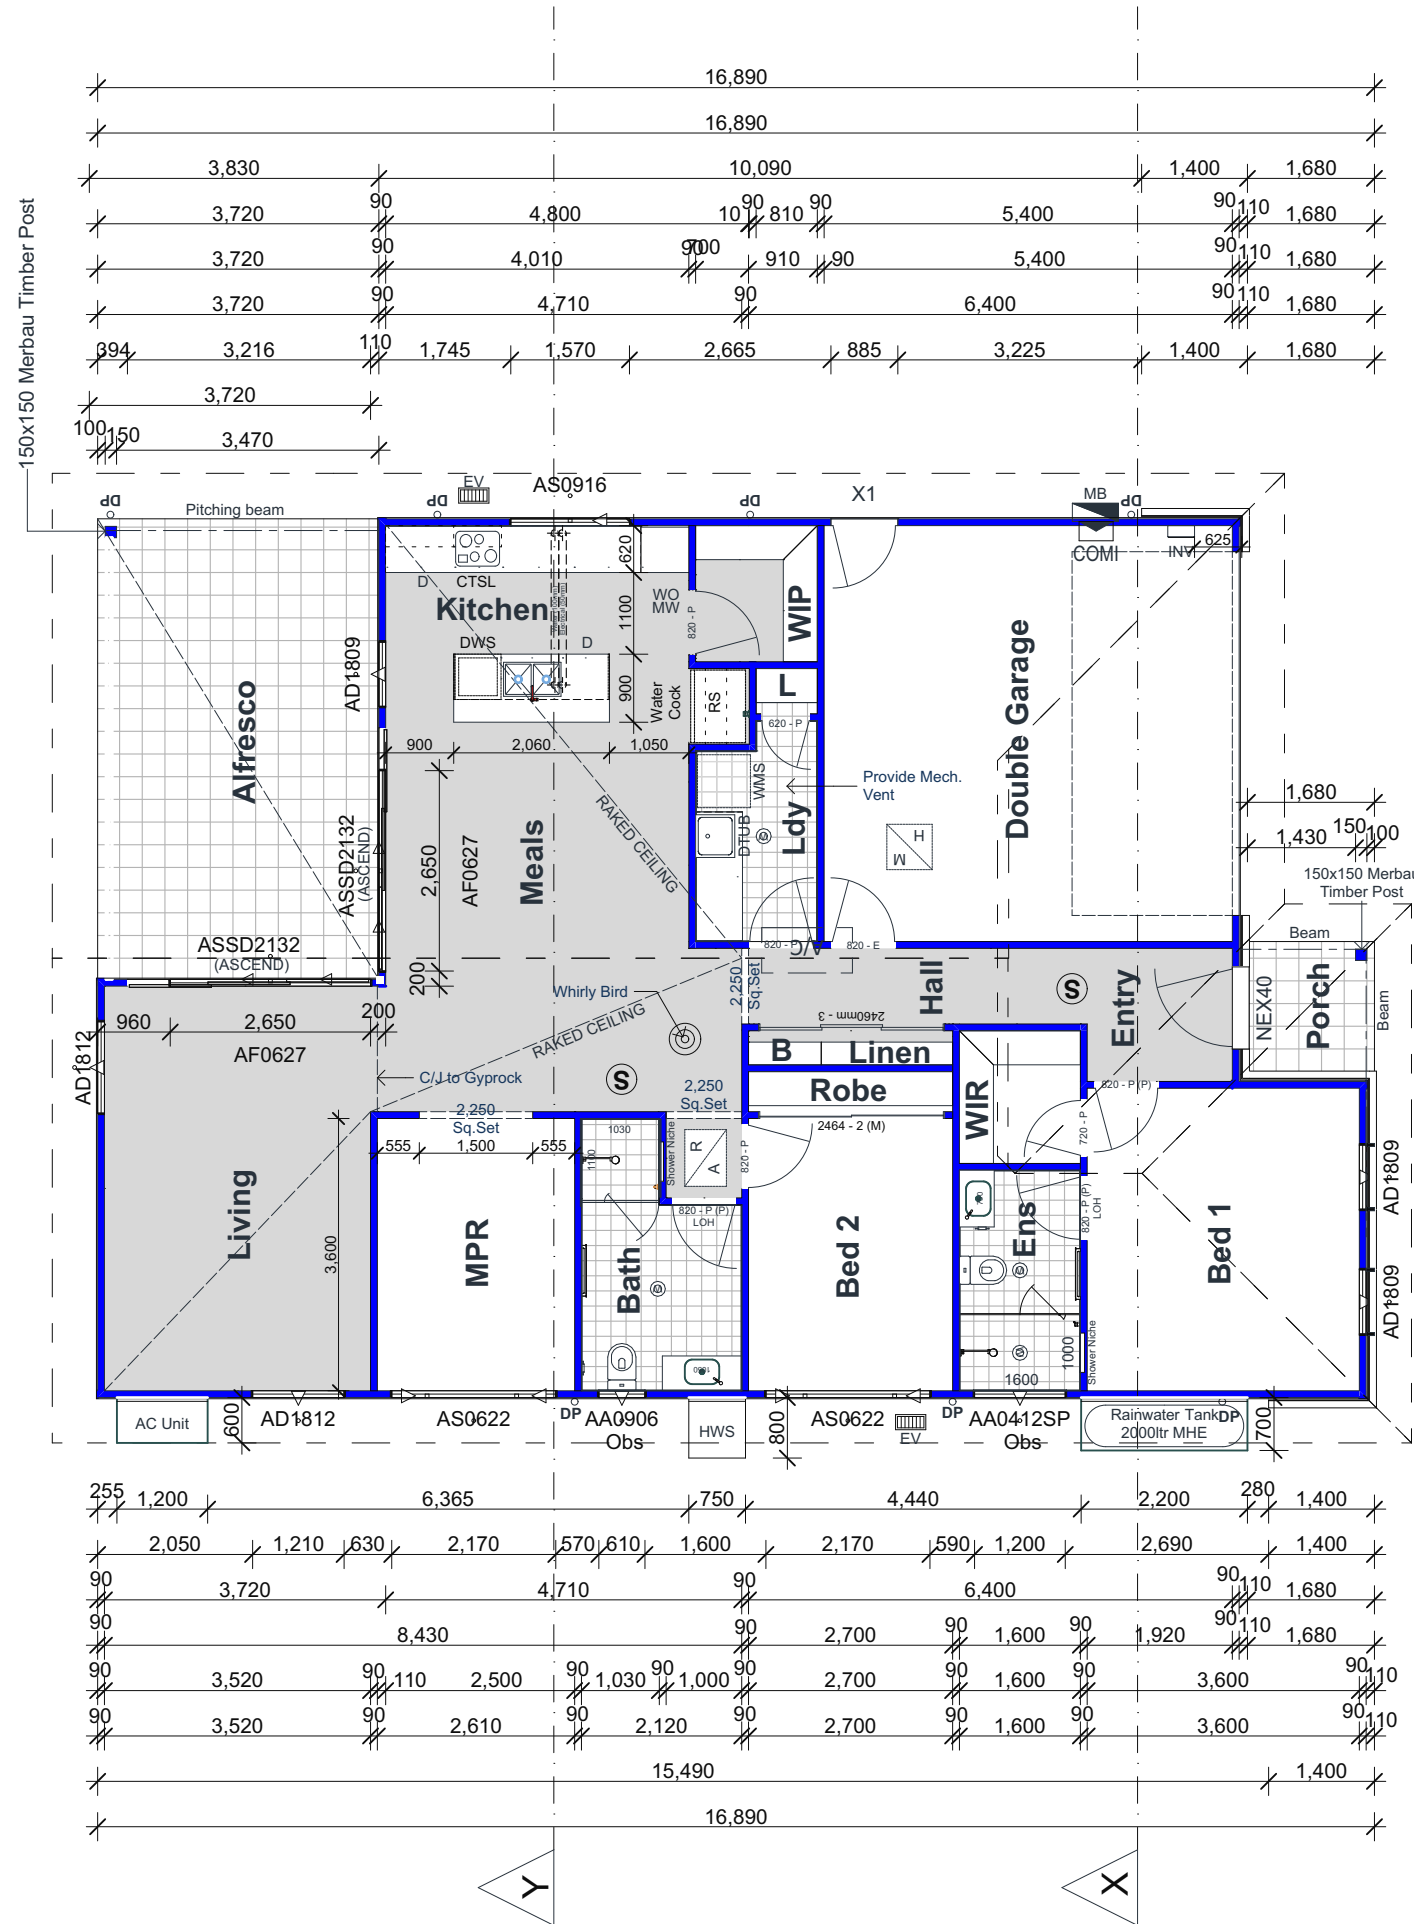 16,890
16,890
3,830 10,090 1,400 1,680
3,720 90 4,800 10 90 810 90 5,400 90 110 1,680
3,720 90 4,010 90 700 910 90 5,400 90 110 1,680
3,720 90 4,710 90 6,400 90 110 1,680
394 3,216 110 1,745 1,570 2,665 885 3,225 1,400 1,680
3,720
100 150 3,470
150x150 Merbau Timber Post
DP DP EV AS0916 DP X1 MB DP
Pitching beam
COMI INV 625
620
D CTSL
Kitchen
WO
MW
820 - P
WIP
1100
DWS D
AD1809
Alfresco
900
Water
Cock
RS
L
620 - P
Double Garage
900 2,060 1,050
WMS
Provide Mech.
Vent
1,680
1,430 150 100
150x150 Merbau
Timber Post
RAKED CEILING
Meals
DTUB
Ldy
H
M
2,650
AF0627
ASSD2132
(ASCEND)
ASSD2132
(ASCEND)
820 - P
820 - E
A/C
Beam
200
2,250
Sq.Set
Hall
S
Entry
NEX40
Porch
Beam
Whirly Bird
960 2,650 200
AF0627
RAKED CEILING
2460mm - 3
B Linen
AD1812
C/J to Gyprock
S
2,250
Sq.Set
Robe
820 - P (P)
2,250
Sq.Set
2464 - 2 (M)
WIR
720 - P
555 1,500 555
1030
1100
Shower Niche
R
A
820 - P
AD1809
Living
3,600
MPR
820 - P (P)
LOH
Bath
Bed 2
Ens
820 - P (P)
LOH
Bed 1
AD1809
1000
1600
Shower Niche
AC Unit
600
AD1812
AS0622
DP
AA0906
Obs
HWS
800
AS0622
EV
DP
AA0412SP
Obs
Rainwater Tank
2000ltr MHE
DP
700
255 1,200 6,365 750 4,440 2,200 280 1,400
2,050 1,210 630 2,170 570 610 1,600 2,170 590 1,200 2,690 1,400
90 3,720 4,710 90 6,400 90 110 1,680
90 8,430 90 2,700 90 1,600 90 1,920 90 110 1,680
90 3,520 90 110 2,500 90 1,030 90 1,000 90 2,700 90 1,600 90 3,600 90 110
90 3,520 90 2,610 90 2,120 90 2,700 90 1,600 90 3,600 90 110
15,490 1,400
16,890
Y X